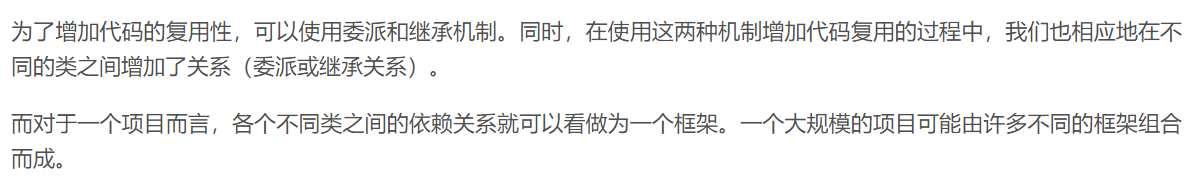 为了增加代码的复用性，可以使用委派和继承机制。同时，在使用这两种机制增加代码复用的过程中，我们也相应地在不
同的类之间增加了关系（委派或继承关系）。
而对于一个项目而言，各个不同类之间的依赖关系就可以看做为一个框架。一个大规模的项目可能由许多不同的框架组合
而成。